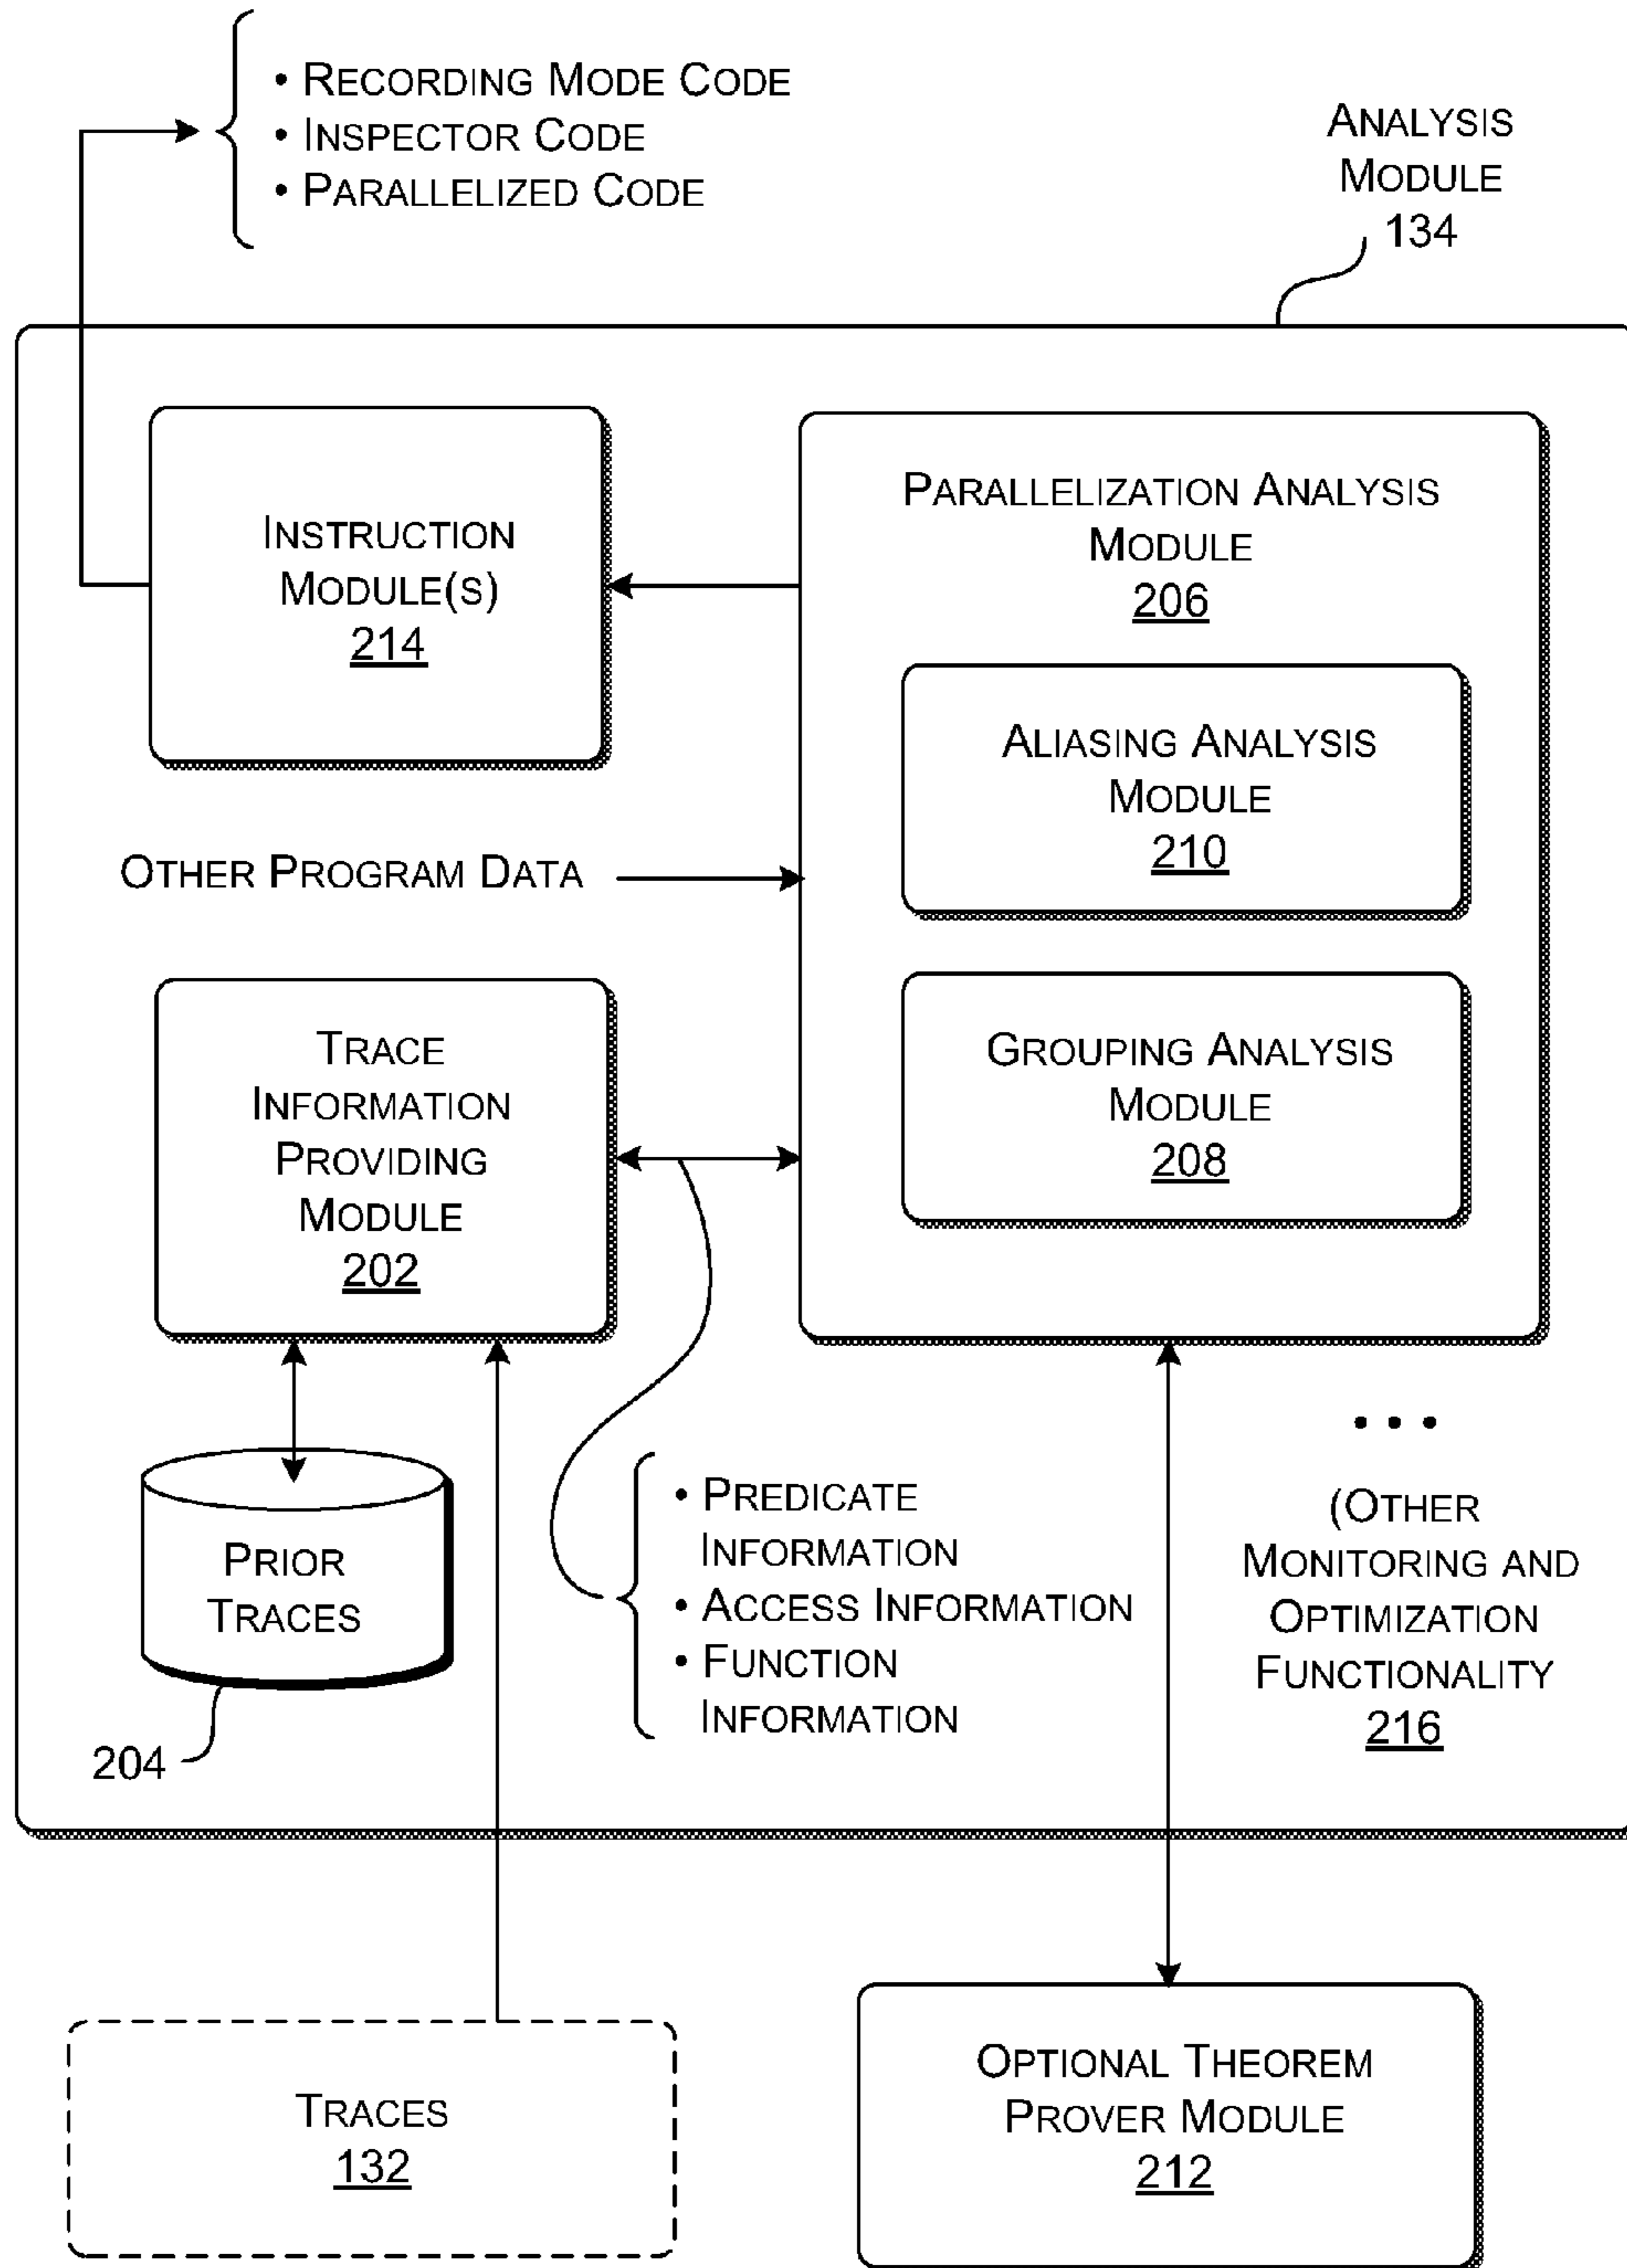 • RECORDING MODE CODE
• INSPECTOR CODE
• PARALLELIZED CODE
ANALYSIS
MODULE
134
INSTRUCTION
MODULE(S)
214
PARALLELIZATION ANALYSIS
MODULE
206
ALIASING ANALYSIS
MODULE
210
OTHER PROGRAM DATA
GROUPING ANALYSIS
MODULE
208
TRACE
INFORMATION
PROVIDING
MODULE
202
PRIOR
TRACES
204
• PREDICATE
INFORMATION
• ACCESS INFORMATION
• FUNCTION
INFORMATION
• • •
(OTHER
MONITORING AND
OPTIMIZATION
FUNCTIONALITY
216
TRACES
132
OPTIONAL THEOREM
PROVER MODULE
212